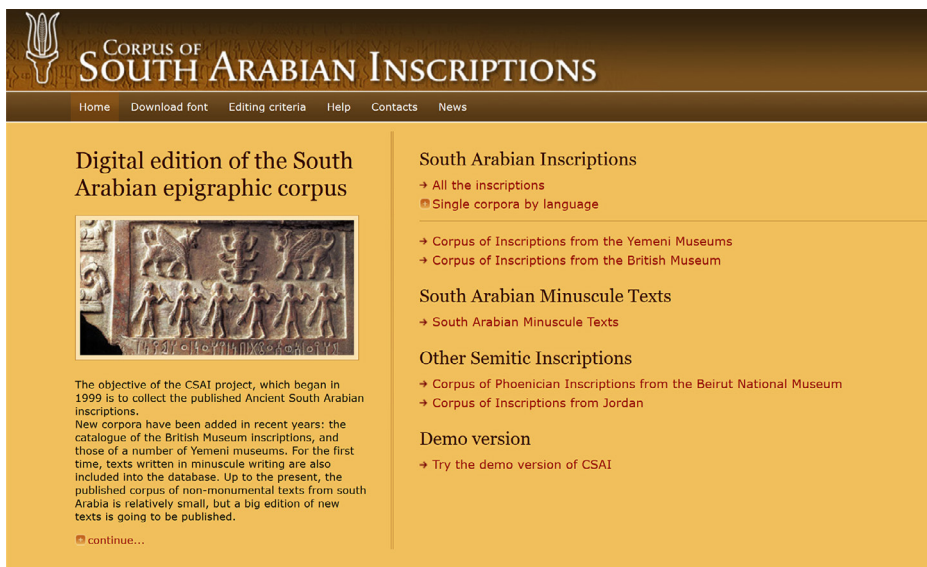 CORPUS OF
SOUTH ARABIAN INSCRIPTIONS
Home Download font Editing criteria Help Contacts News
Digital edition of the South
Arabian epigraphic corpus
The objective of the CSAI project, which began in
1999 is to collect the published Ancient South Arabian
inscriptions.
New corpora have been added in recent years: the
catalogue of the British Museum inscriptions, and
those of a number of Yemeni museums. For the first
time, texts written in minuscule writing are also
included into the database. Up to the present, the
published corpus of non-monumental texts from south
Arabia is relatively small, but a big edition of new
texts is going to be published.
continue...
South Arabian Inscriptions
All the inscriptions
Single corpora by language
Corpus of Inscriptions from the Yemeni Museums
Corpus of Inscriptions from the British Museum
South Arabian Minuscule Texts
South Arabian Minuscule Texts
Other Semitic Inscriptions
Corpus of Phoenician Inscriptions from the Beirut National Museum
Corpus of Inscriptions from Jordan
Demo version
Try the demo version of CSAI